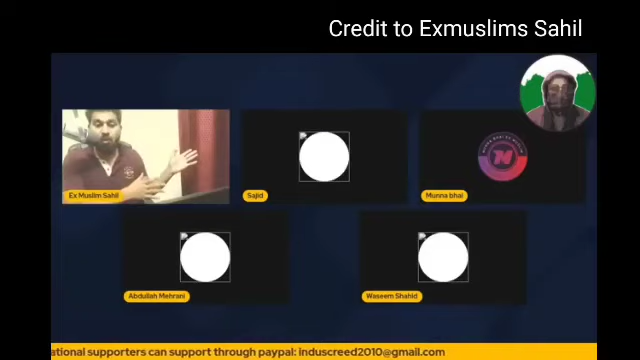 Credit to Exmuslims Sahil
Ex Muslim Sahil
Sajid
Munna bhai
Abdullah Mehrani
Waseem Shahid
ational supporters can support through paypal: induscreed2010@gmail.com